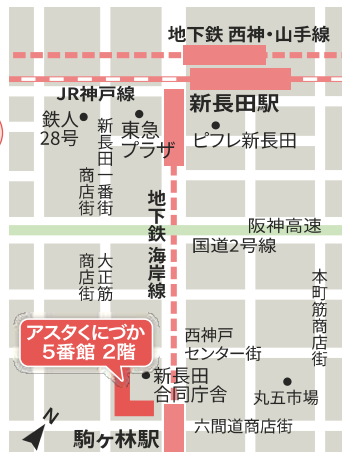 地下鉄 西神・山手線
JR神戸線
新長田駅
鉄人
28号
東急
プラザ
ピフレ新長田
新長田一番街
商店街
地下鉄 海岸線
阪神高速
国道2号線
大正筋
商店街
本町筋商店街
アスタくにづか
5番館 2階
西神戸
センター街
新長田
合同庁舎
丸五市場
六間道商店街
駒ヶ林駅
N